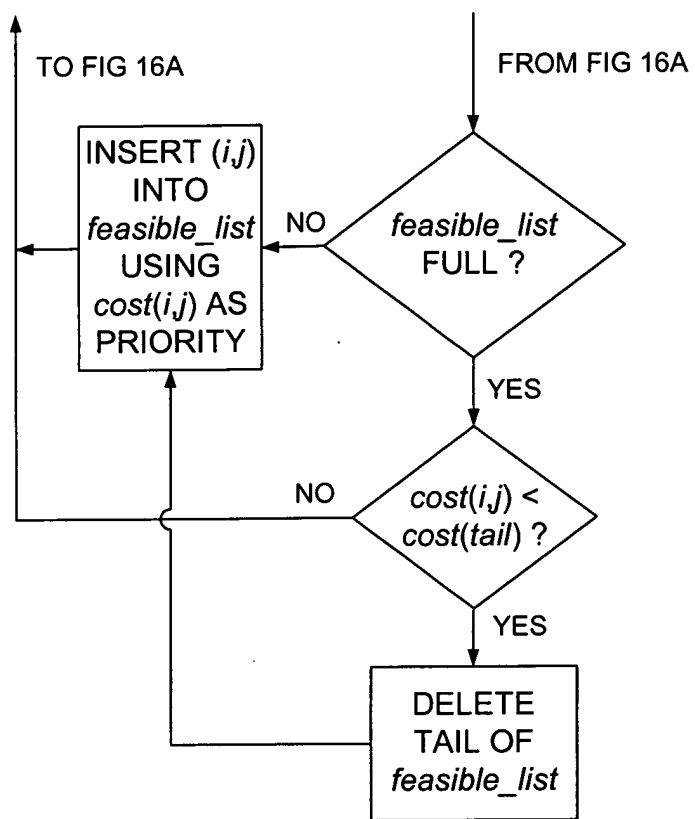 TO FIG 16A
FROM FIG 16A
INSERT (i,j)
INTO
feasible_list
USING
cost(i,j) AS
PRIORITY
NO
feasible_list
FULL ?
YES
NO
cost(i,j) <
cost(tail) ?
YES
DELETE
TAIL OF
feasible_list